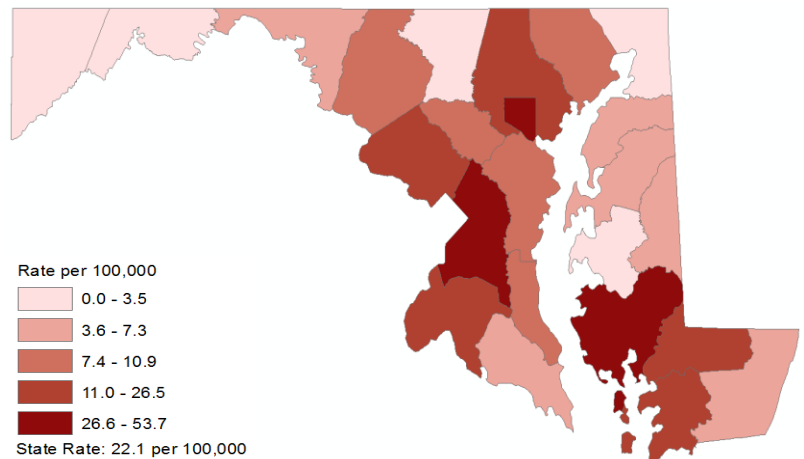 Rate per 100,000
0.0 - 3.5
3.6 - 7.3
7.4 - 10.9
11.0 - 26.5
26.6 - 53.7
State Rate: 22.1 per 100,000